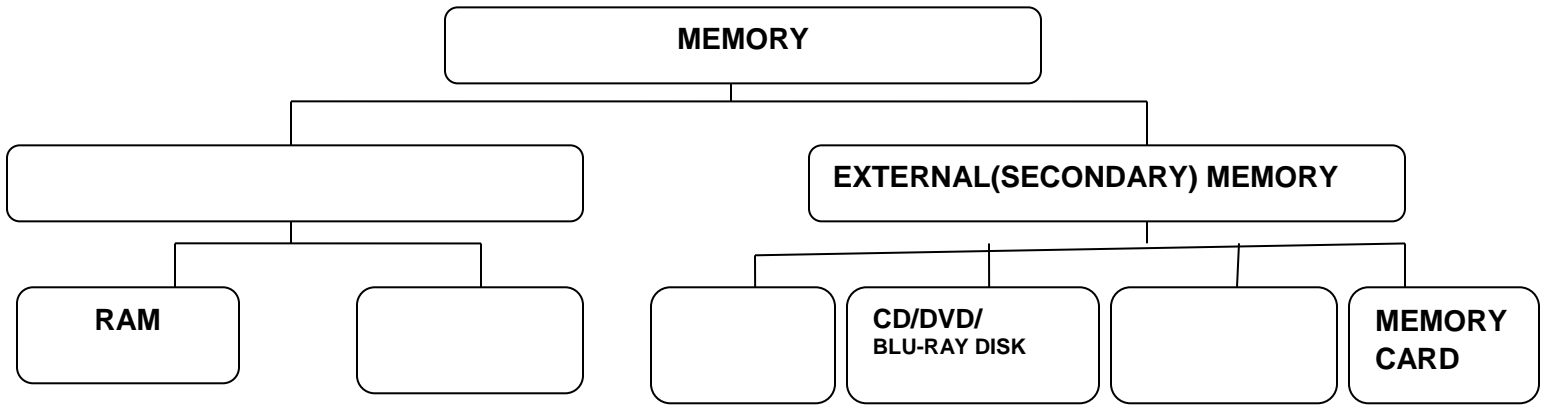 MEMORY
EXTERNAL(SECONDARY) MEMORY
RAM
CD/DVD/
BLU-RAY DISK
MEMORY
CARD